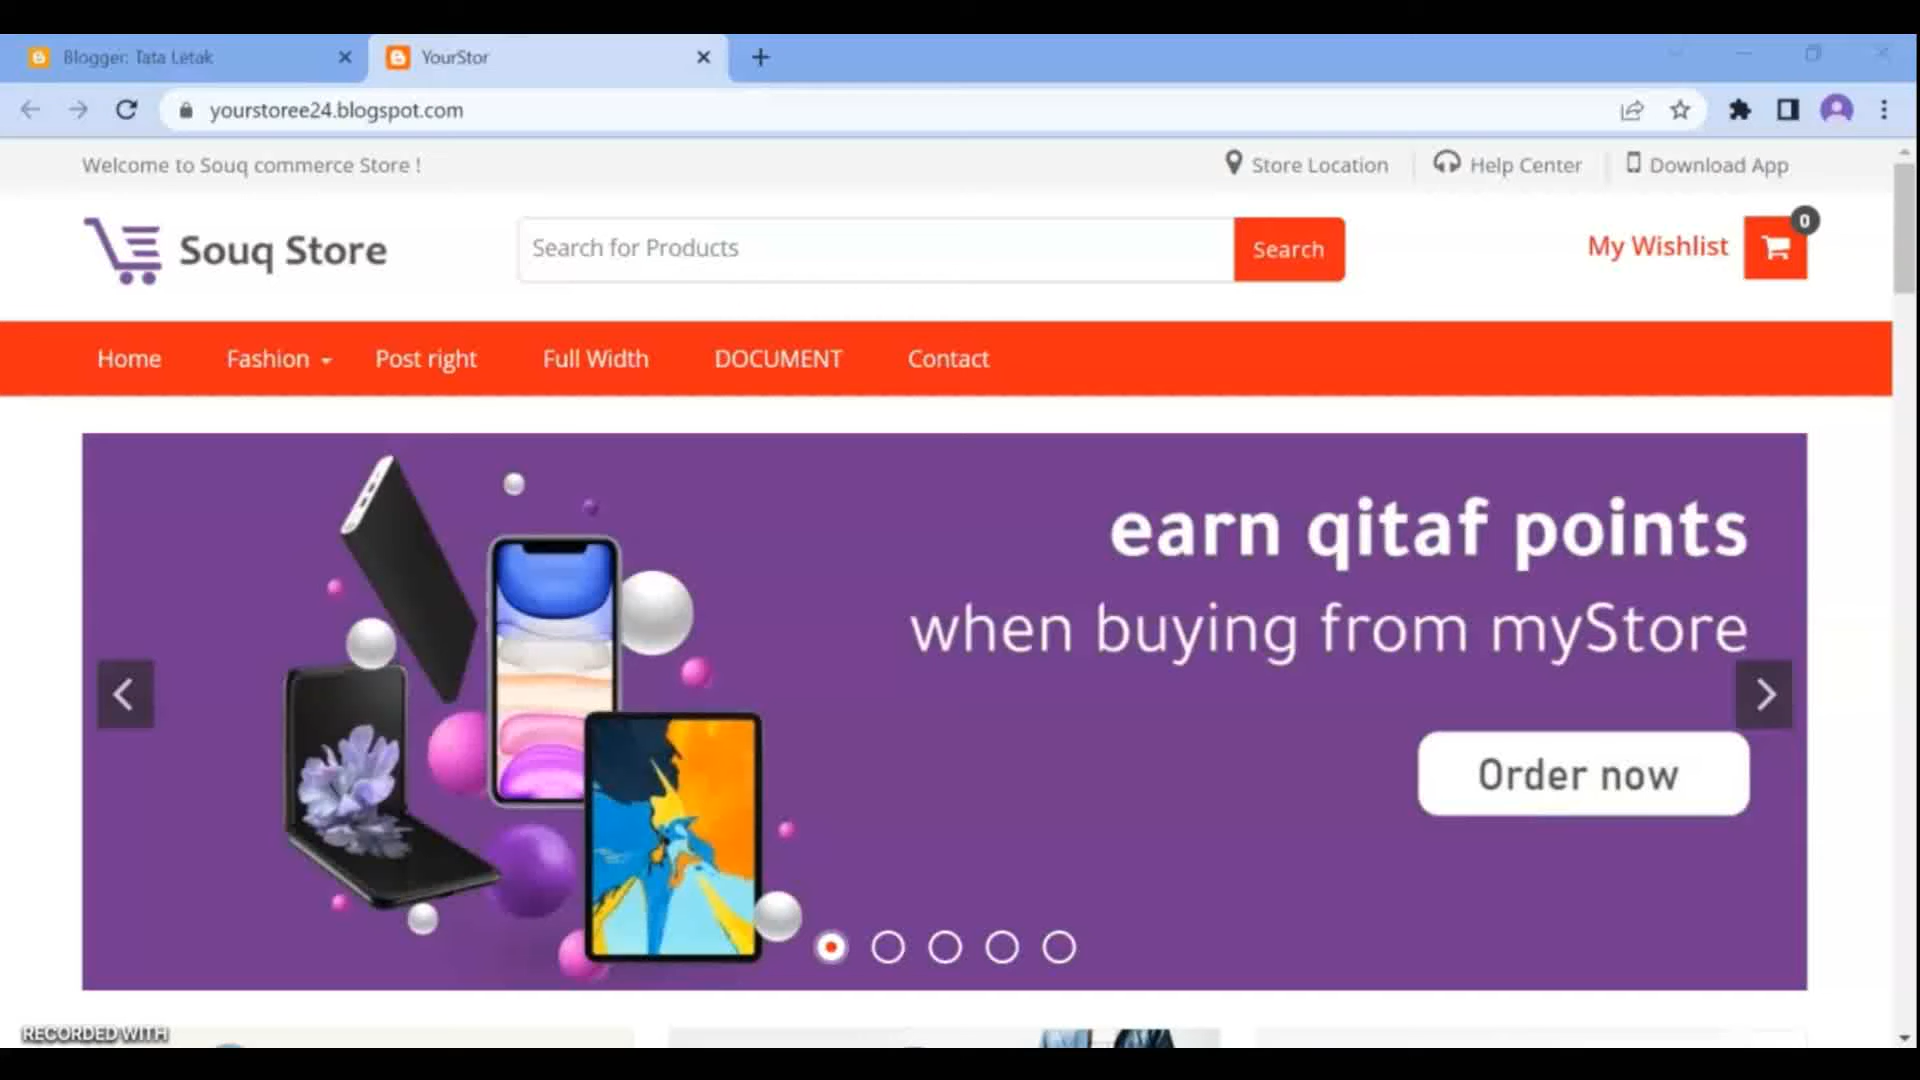 Blogger: Tata Letak
YourStor
yourstoree24.blogspot.com
Welcome to Souq commerce Store !
Store Location
Help Center
Download App
Souq Store
Search for Products
Search
My Wishlist
0
Home
Fashion
Post right
Full Width
DOCUMENT
Contact
earn qitaf points
when buying from myStore
Order now
RECORDED WITH